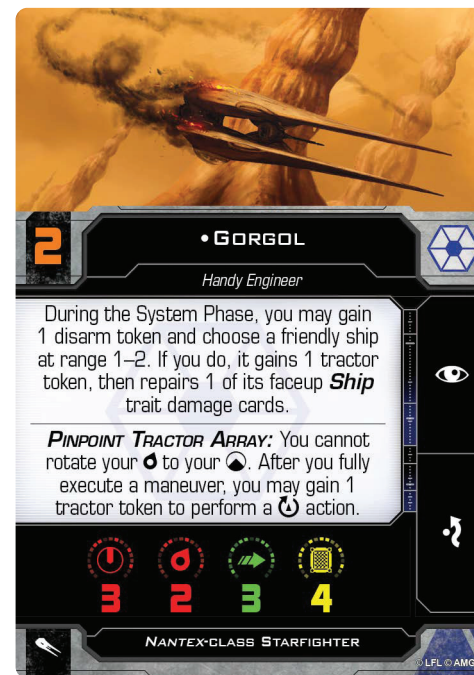 2
•Gorgol
Handy Engineer
During the System Phase, you may gain
1 disarm token and choose a friendly ship
at range 1–2. If you do, it gains 1 tractor
token, then repairs 1 of its faceup Ship
trait damage cards.
Pinpoint Tractor Array: You cannot
rotate your to your . After you fully
execute a maneuver, you may gain 1
tractor token to perform a action.
3 2 3 4
Nantex-class Starfighter
© LFL © AMG